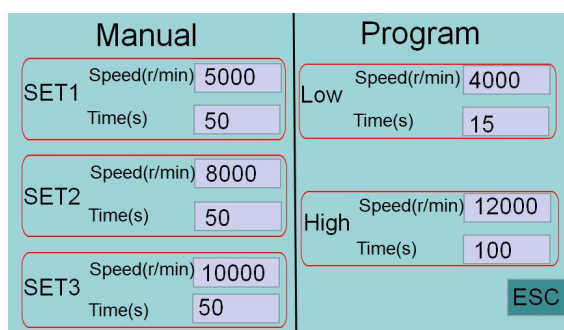 Manual
SET1
Speed(r/min) 5000
Time(s) 50
SET2
Speed(r/min) 8000
Time(s) 50
SET3
Speed(r/min) 10000
Time(s) 50
Program
Low
Speed(r/min) 4000
Time(s) 15
High
Speed(r/min) 12000
Time(s) 100
ESC